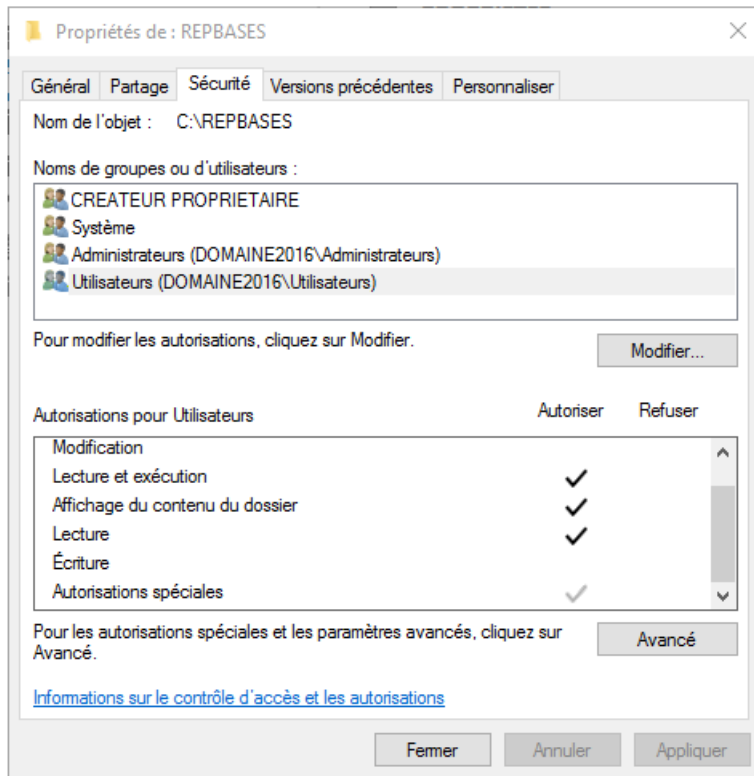 Propriétés de : REPBASES
Général Partage Sécurité Versions précédentes Personnaliser
Nom de l'objet : C:\REPBASES
Noms de groupes ou d'utilisateurs :
CREATEUR PROPRIETAIRE
Système
Administrateurs (DOMAINE2016\Administrateurs)
Utilisateurs (DOMAINE2016\Utilisateurs)
Pour modifier les autorisations, cliquez sur Modifier.
Modifier...
Autorisations pour Utilisateurs Autoriser Refuser
Modification
Lecture et exécution
Affichage du contenu du dossier
Lecture
Écriture
Autorisations spéciales
Pour les autorisations spéciales et les paramètres avancés, cliquez sur
Avancé.
Avancé
Informations sur le contrôle d'accès et les autorisations
Fermer Annuler Appliquer